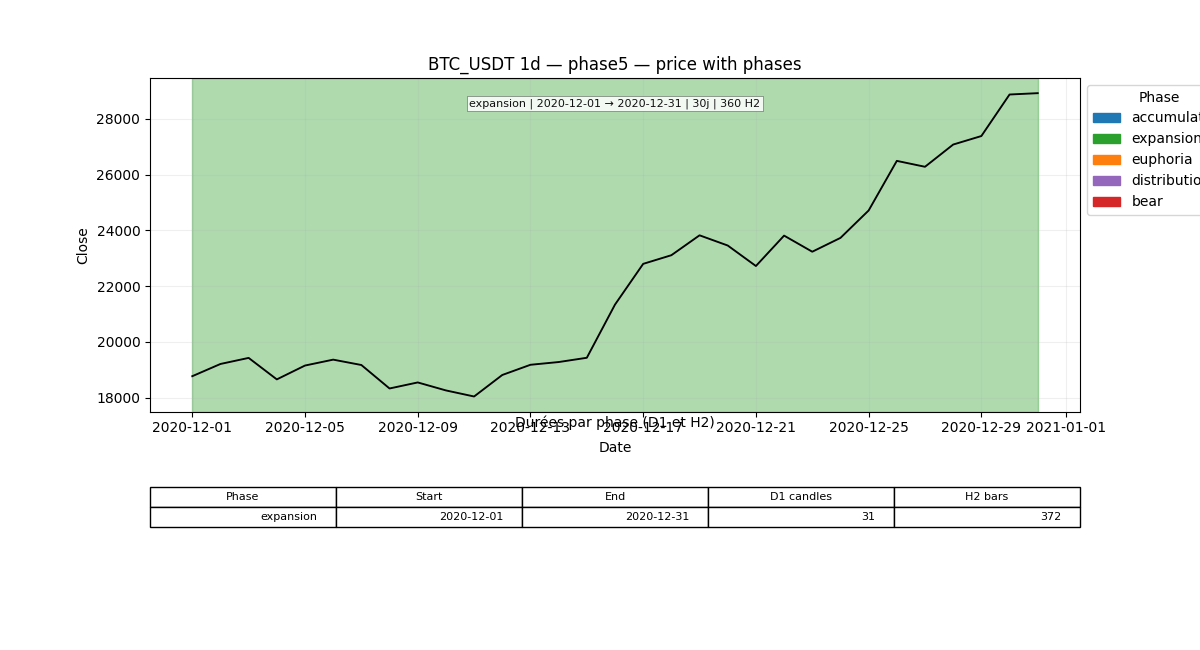 BTC_USDT 1d — phase5 — price with phases
expansion | 2020-12-01 → 2020-12-31 | 30j | 360 H2
Phase
accumulat
expansion
euphoria
distributio
bear
Close
28000
26000
24000
22000
20000
18000
2020-12-01 2020-12-05 2020-12-09 2020-12-13 2020-12-17 2020-12-21 2020-12-25 2020-12-29 2021-01-01
Durées par phase (D1 et H2)
Date
Phase Start End D1 candles H2 bars
expansion 2020-12-01 2020-12-31 31 372